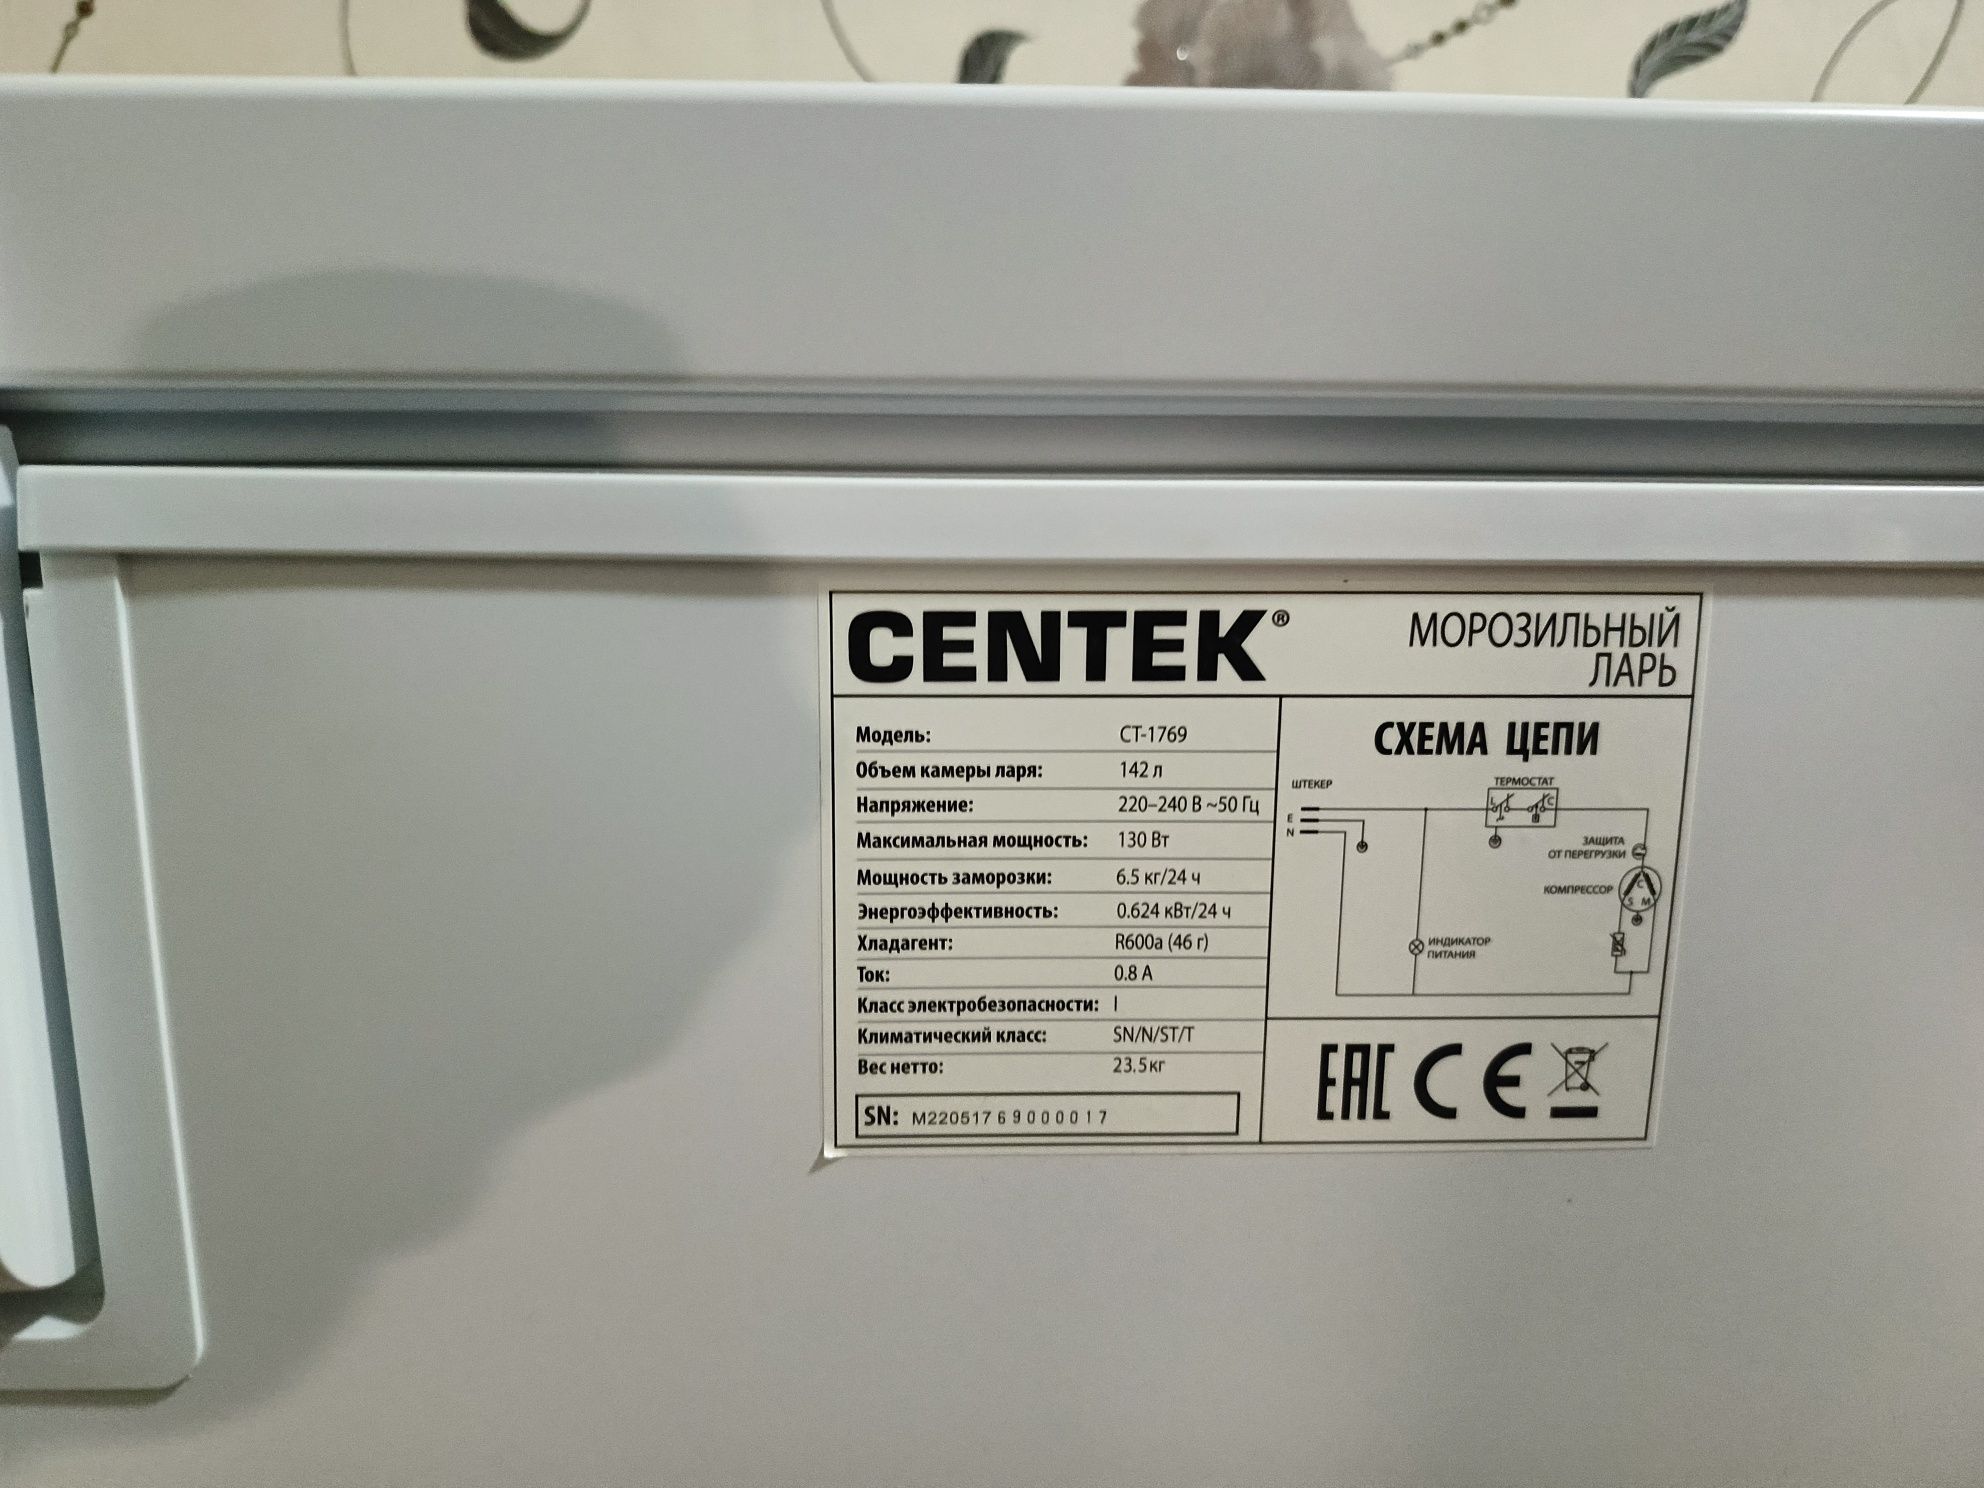 CENTEK®
МОРОЗИЛЬНЫЙ
ЛАРЬ
Модель: CT-1769
Объем камеры ларя: 142 л
Напряжение: 220–240 В ~50 Гц
Максимальная мощность: 130 Вт
Мощность заморозки: 6.5 кг/24 ч
Энергоэффективность: 0.624 кВт/24 ч
Хладагент: R600a (46 г)
Ток: 0.8 А
Класс электробезопасности: I
Климатический класс: SN/N/ST/T
Вес нетто: 23.5кг
SN: M22051769000017
СХЕМА ЦЕПИ
ШТЕКЕР
ТЕРМОСТАТ
L C
E
N
ЗАЩИТА
ОТ ПЕРЕГРУЗКИ
КОМПРЕССОР
C
S M
ИНДИКАТОР
ПИТАНИЯ
EAC CE